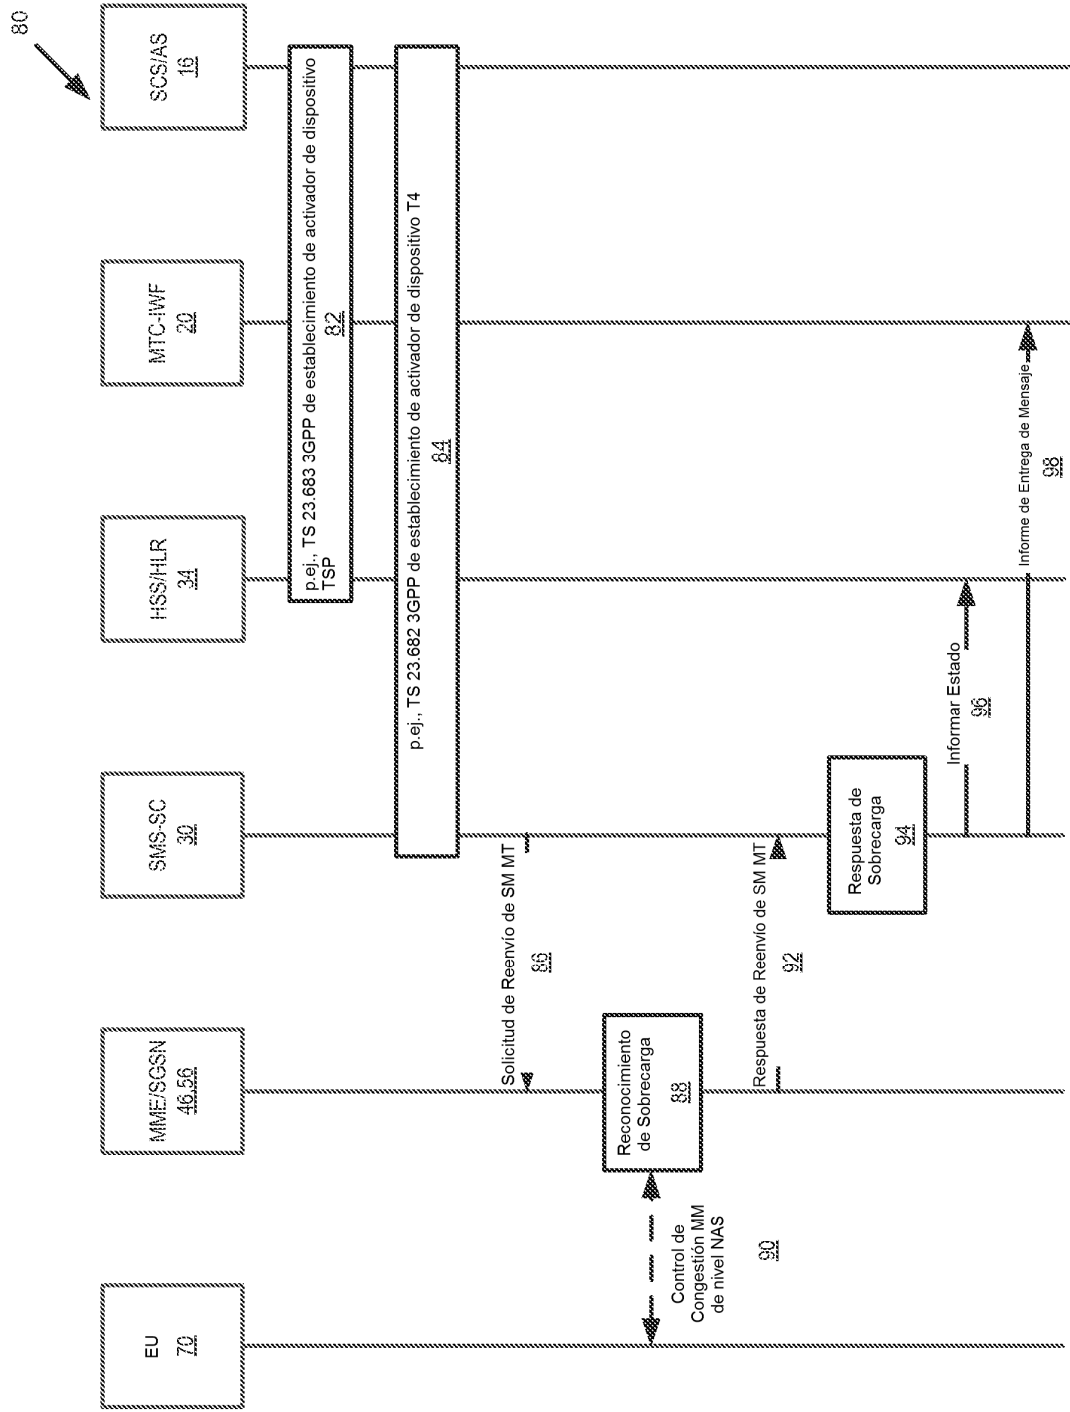 80
EU
70
MME/SGSN
46,56
SMS-SC
30
HSS/HLR
34
MTC-IWF
20
SCS/AS
16
p.ej., TS 23.683 3GPP de establecimiento de activador de dispositivo
TSP
82
p.ej., TS 23.682 3GPP de establecimiento de activador de dispositivo T4
84
Solicitud de Reenvío de SM MT
86
Reconocimiento
de Sobrecarga
88
Control de
Congestión MM
de nivel NAS
90
Respuesta de Reenvío de SM MT
92
Respuesta de
Sobrecarga
94
Informar Estado
96
Informe de Entrega de Mensaje
98